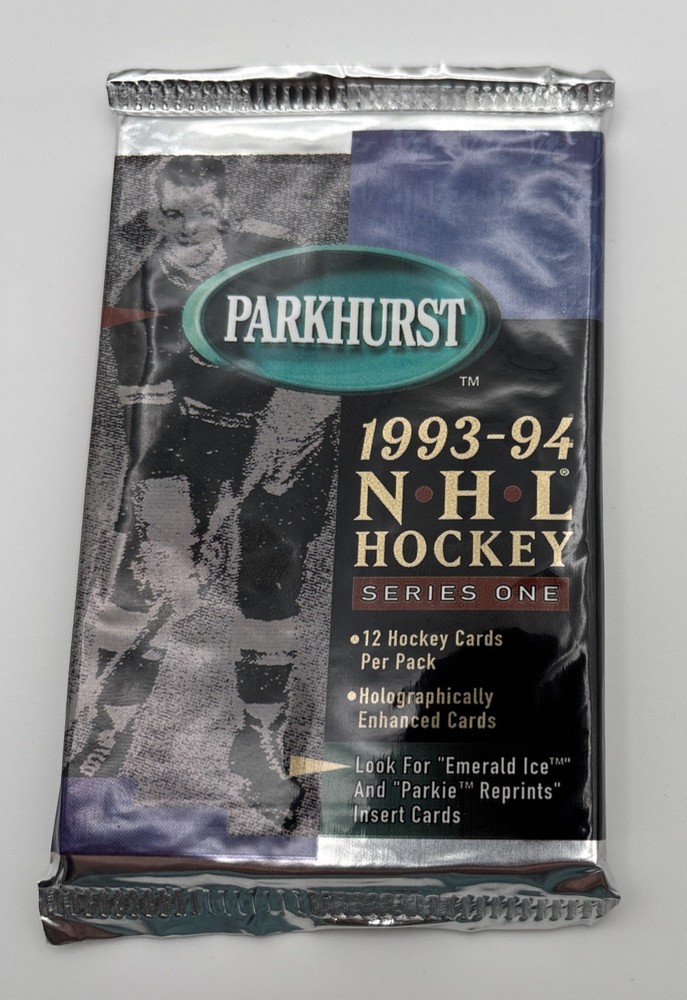 PARKHURST
™
1993-94
N•H•L®
HOCKEY
SERIES ONE
•12 Hockey Cards
Per Pack
•Holographically
Enhanced Cards
Look For "Emerald Ice™"
And "Parkie™ Reprints"
Insert Cards